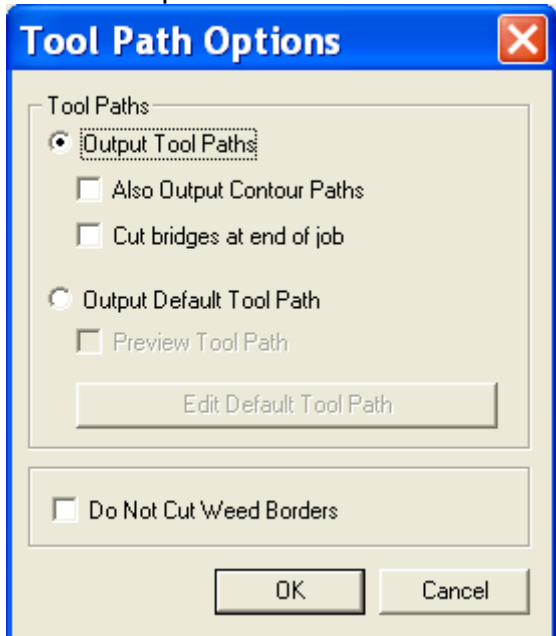 Tool Path Options
Tool Paths
Output Tool Paths
Also Output Contour Paths
Cut bridges at end of job
Output Default Tool Path
Preview Tool Path
Edit Default Tool Path
Do Not Cut Weed Borders
OK Cancel